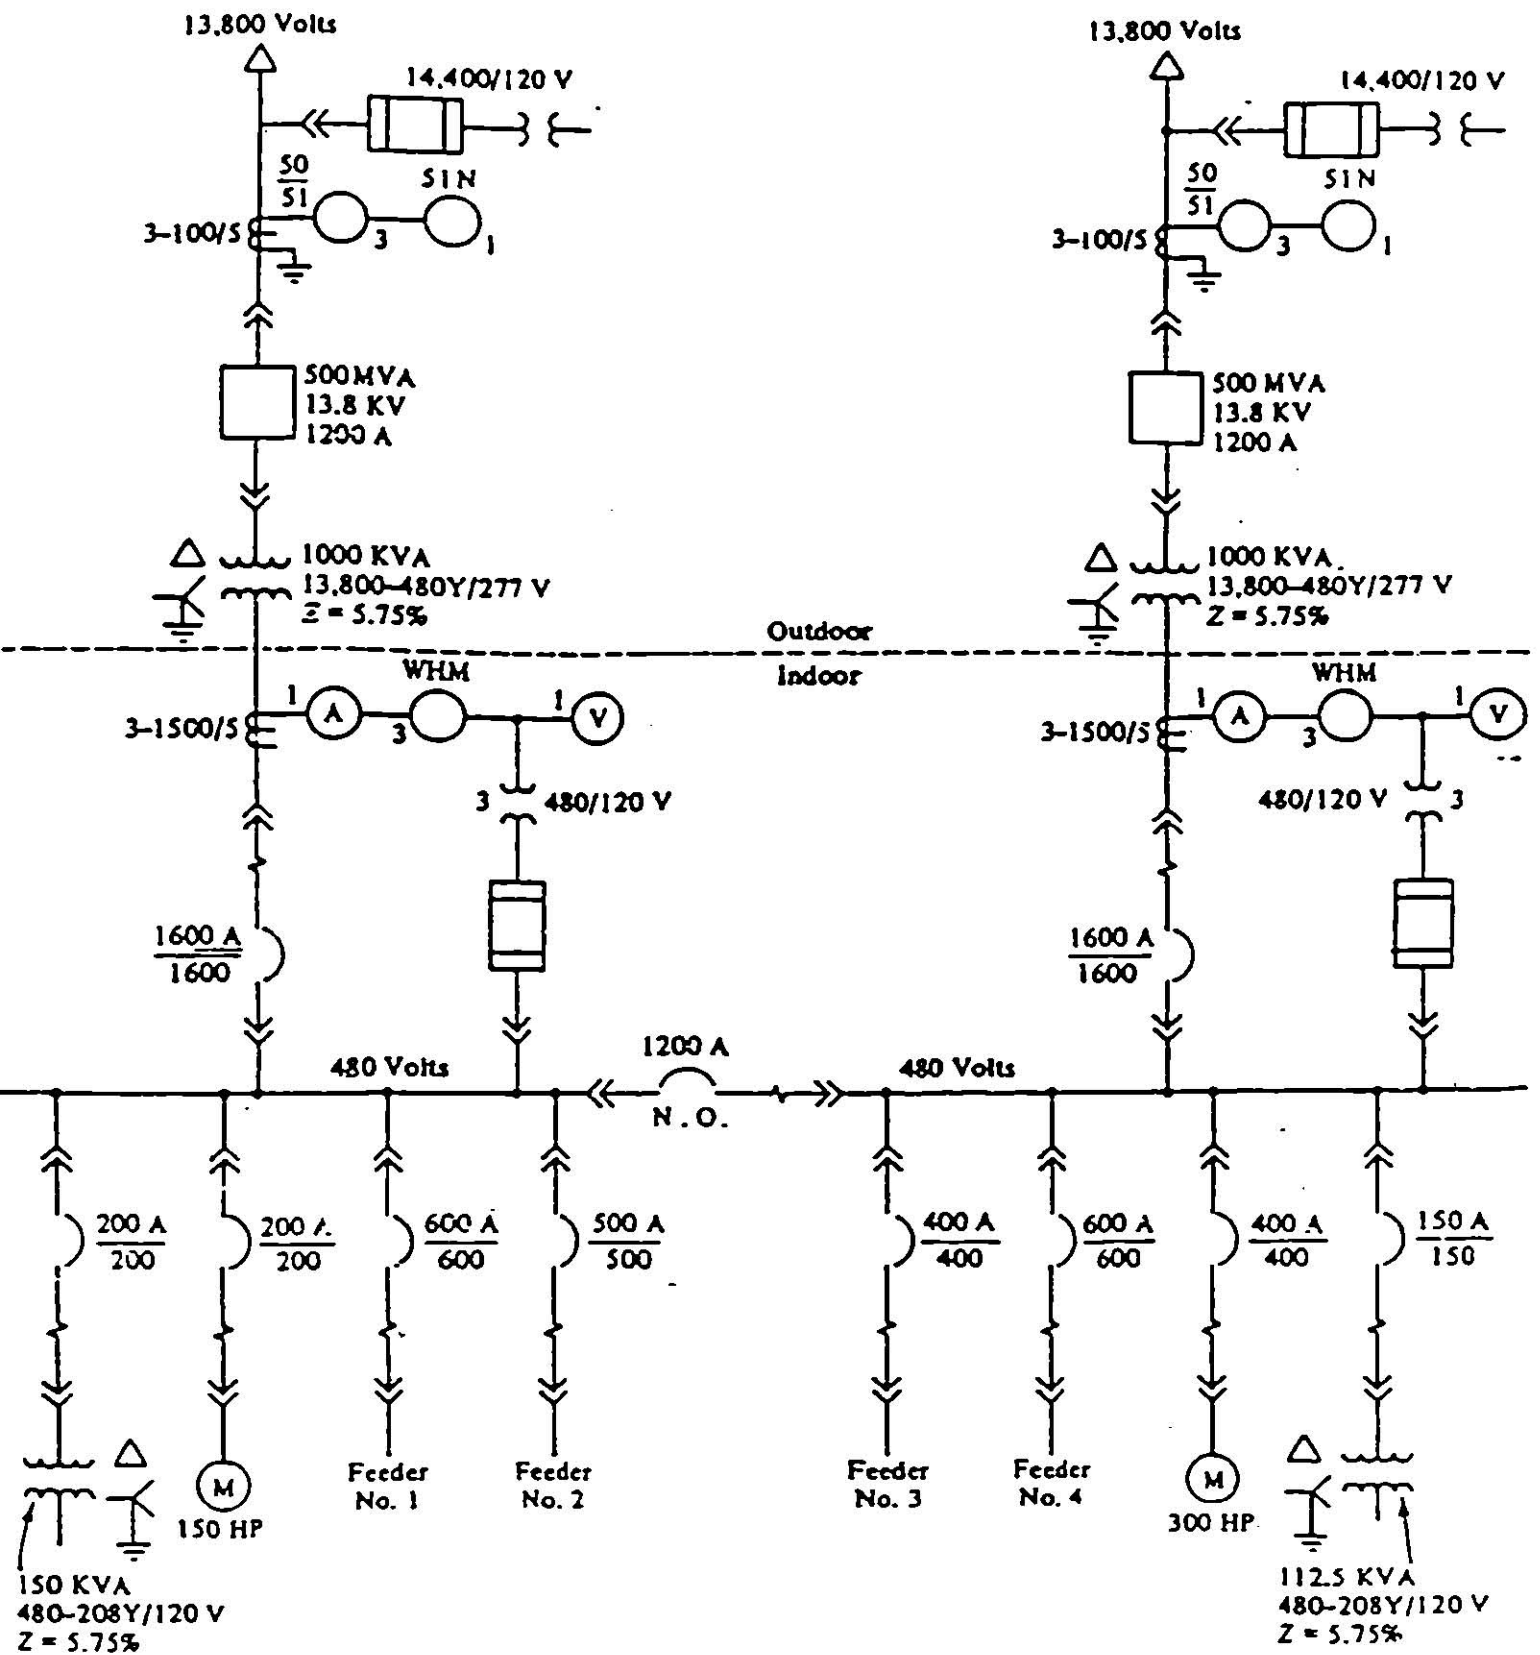 13,800 Volts
14,400/120 V
50
51
51N
3-100/5
3
1
500 MVA
13.8 KV
1200 A
1000 KVA
13,800-480Y/277 V
Z = 5.75%
13,800 Volts
14,400/120 V
50
51
51N
3-100/5
3
1
500 MVA
13.8 KV
1200 A
1000 KVA
13,800-480Y/277 V
Z = 5.75%
Outdoor
Indoor
WHM
1
A
3
1
V
3-1500/5
3
480/120 V
1600 A
1600
WHM
1
A
3
1
V
3-1500/5
480/120 V
3
1600 A
1600
480 Volts
1200 A
N.O.
480 Volts
200 A
200
200 A
200
600 A
600
500 A
500
400 A
400
600 A
600
400 A
400
150 A
150
M
150 HP
Feeder
No. 1
Feeder
No. 2
Feeder
No. 3
Feeder
No. 4
M
300 HP
150 KVA
480-208Y/120 V
Z = 5.75%
112.5 KVA
480-208Y/120 V
Z = 5.75%